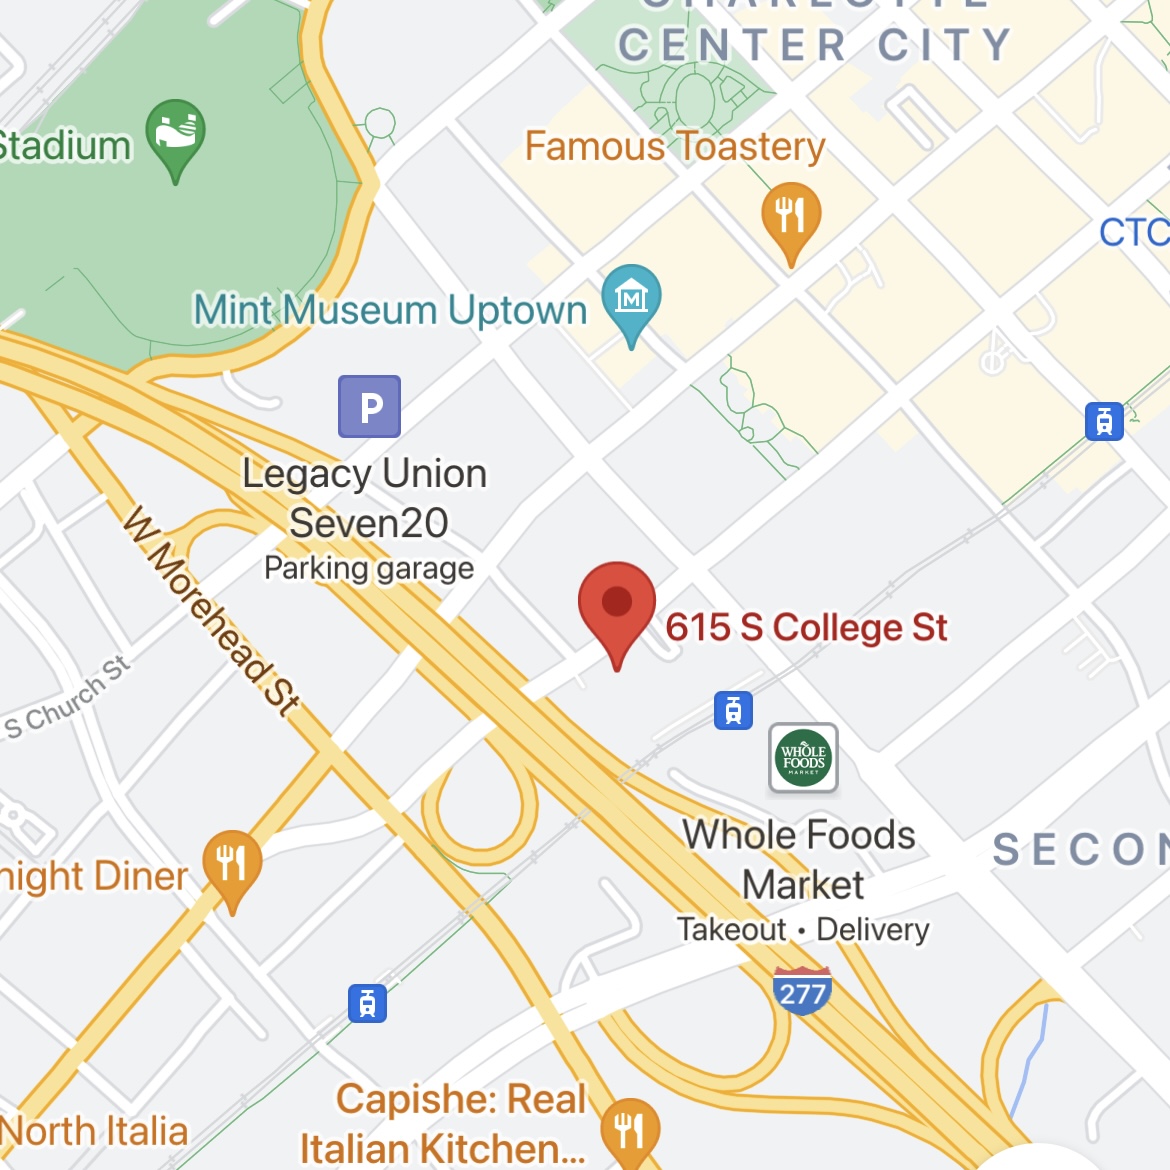 CHARLOTTE
CENTER CITY
Stadium
Famous Toastery
CTC
Mint Museum Uptown
M
P
Legacy Union
Seven20
Parking garage
W Morehead St
615 S College St
S Church St
WHOLE
FOODS
MARKET
Whole Foods
Market
Takeout • Delivery
SECON
night Diner
277
Capishe: Real
Italian Kitchen...
North Italia